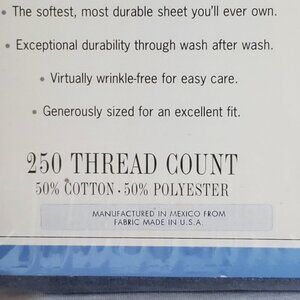 • The softest, most durable sheet you'll ever own.
• Exceptional durability through wash after wash.
• Virtually wrinkle-free for easy care.
• Generously sized for an excellent fit.
250 THREAD COUNT
50% COTTON - 50% POLYESTER
MANUFACTURED IN MEXICO FROM
FABRIC MADE IN U.S.A.